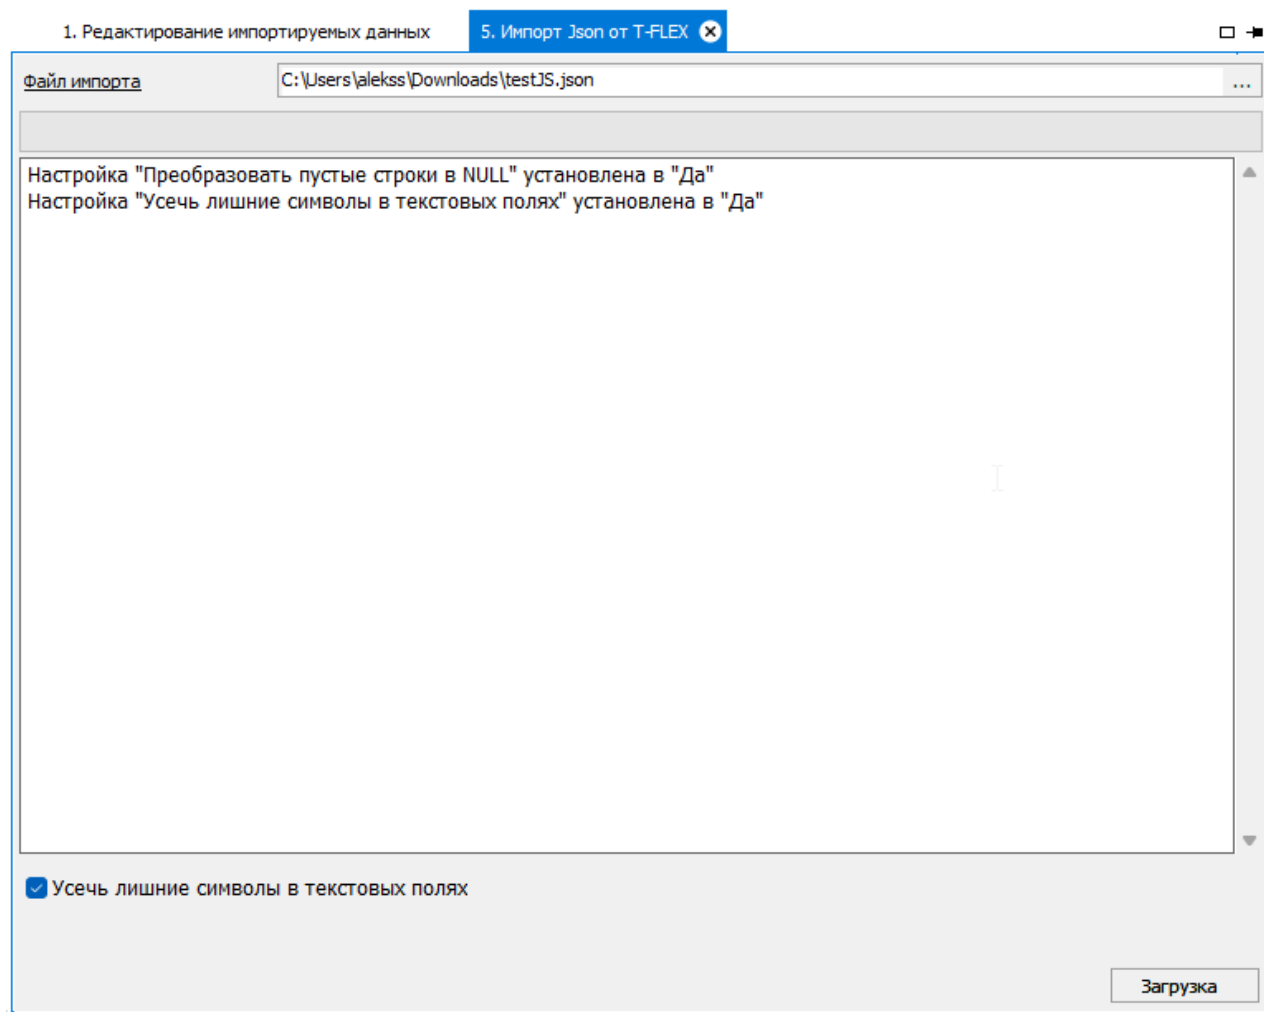 1. Редактирование импортируемых данных
5. Импорт Json от T-FLEX
Файл импорта
C:\Users\alekss\Downloads\testJS.json
...
Настройка "Преобразовать пустые строки в NULL" установлена в "Да"
Настройка "Усечь лишние символы в текстовых полях" установлена в "Да"
Усечь лишние символы в текстовых полях
Загрузка